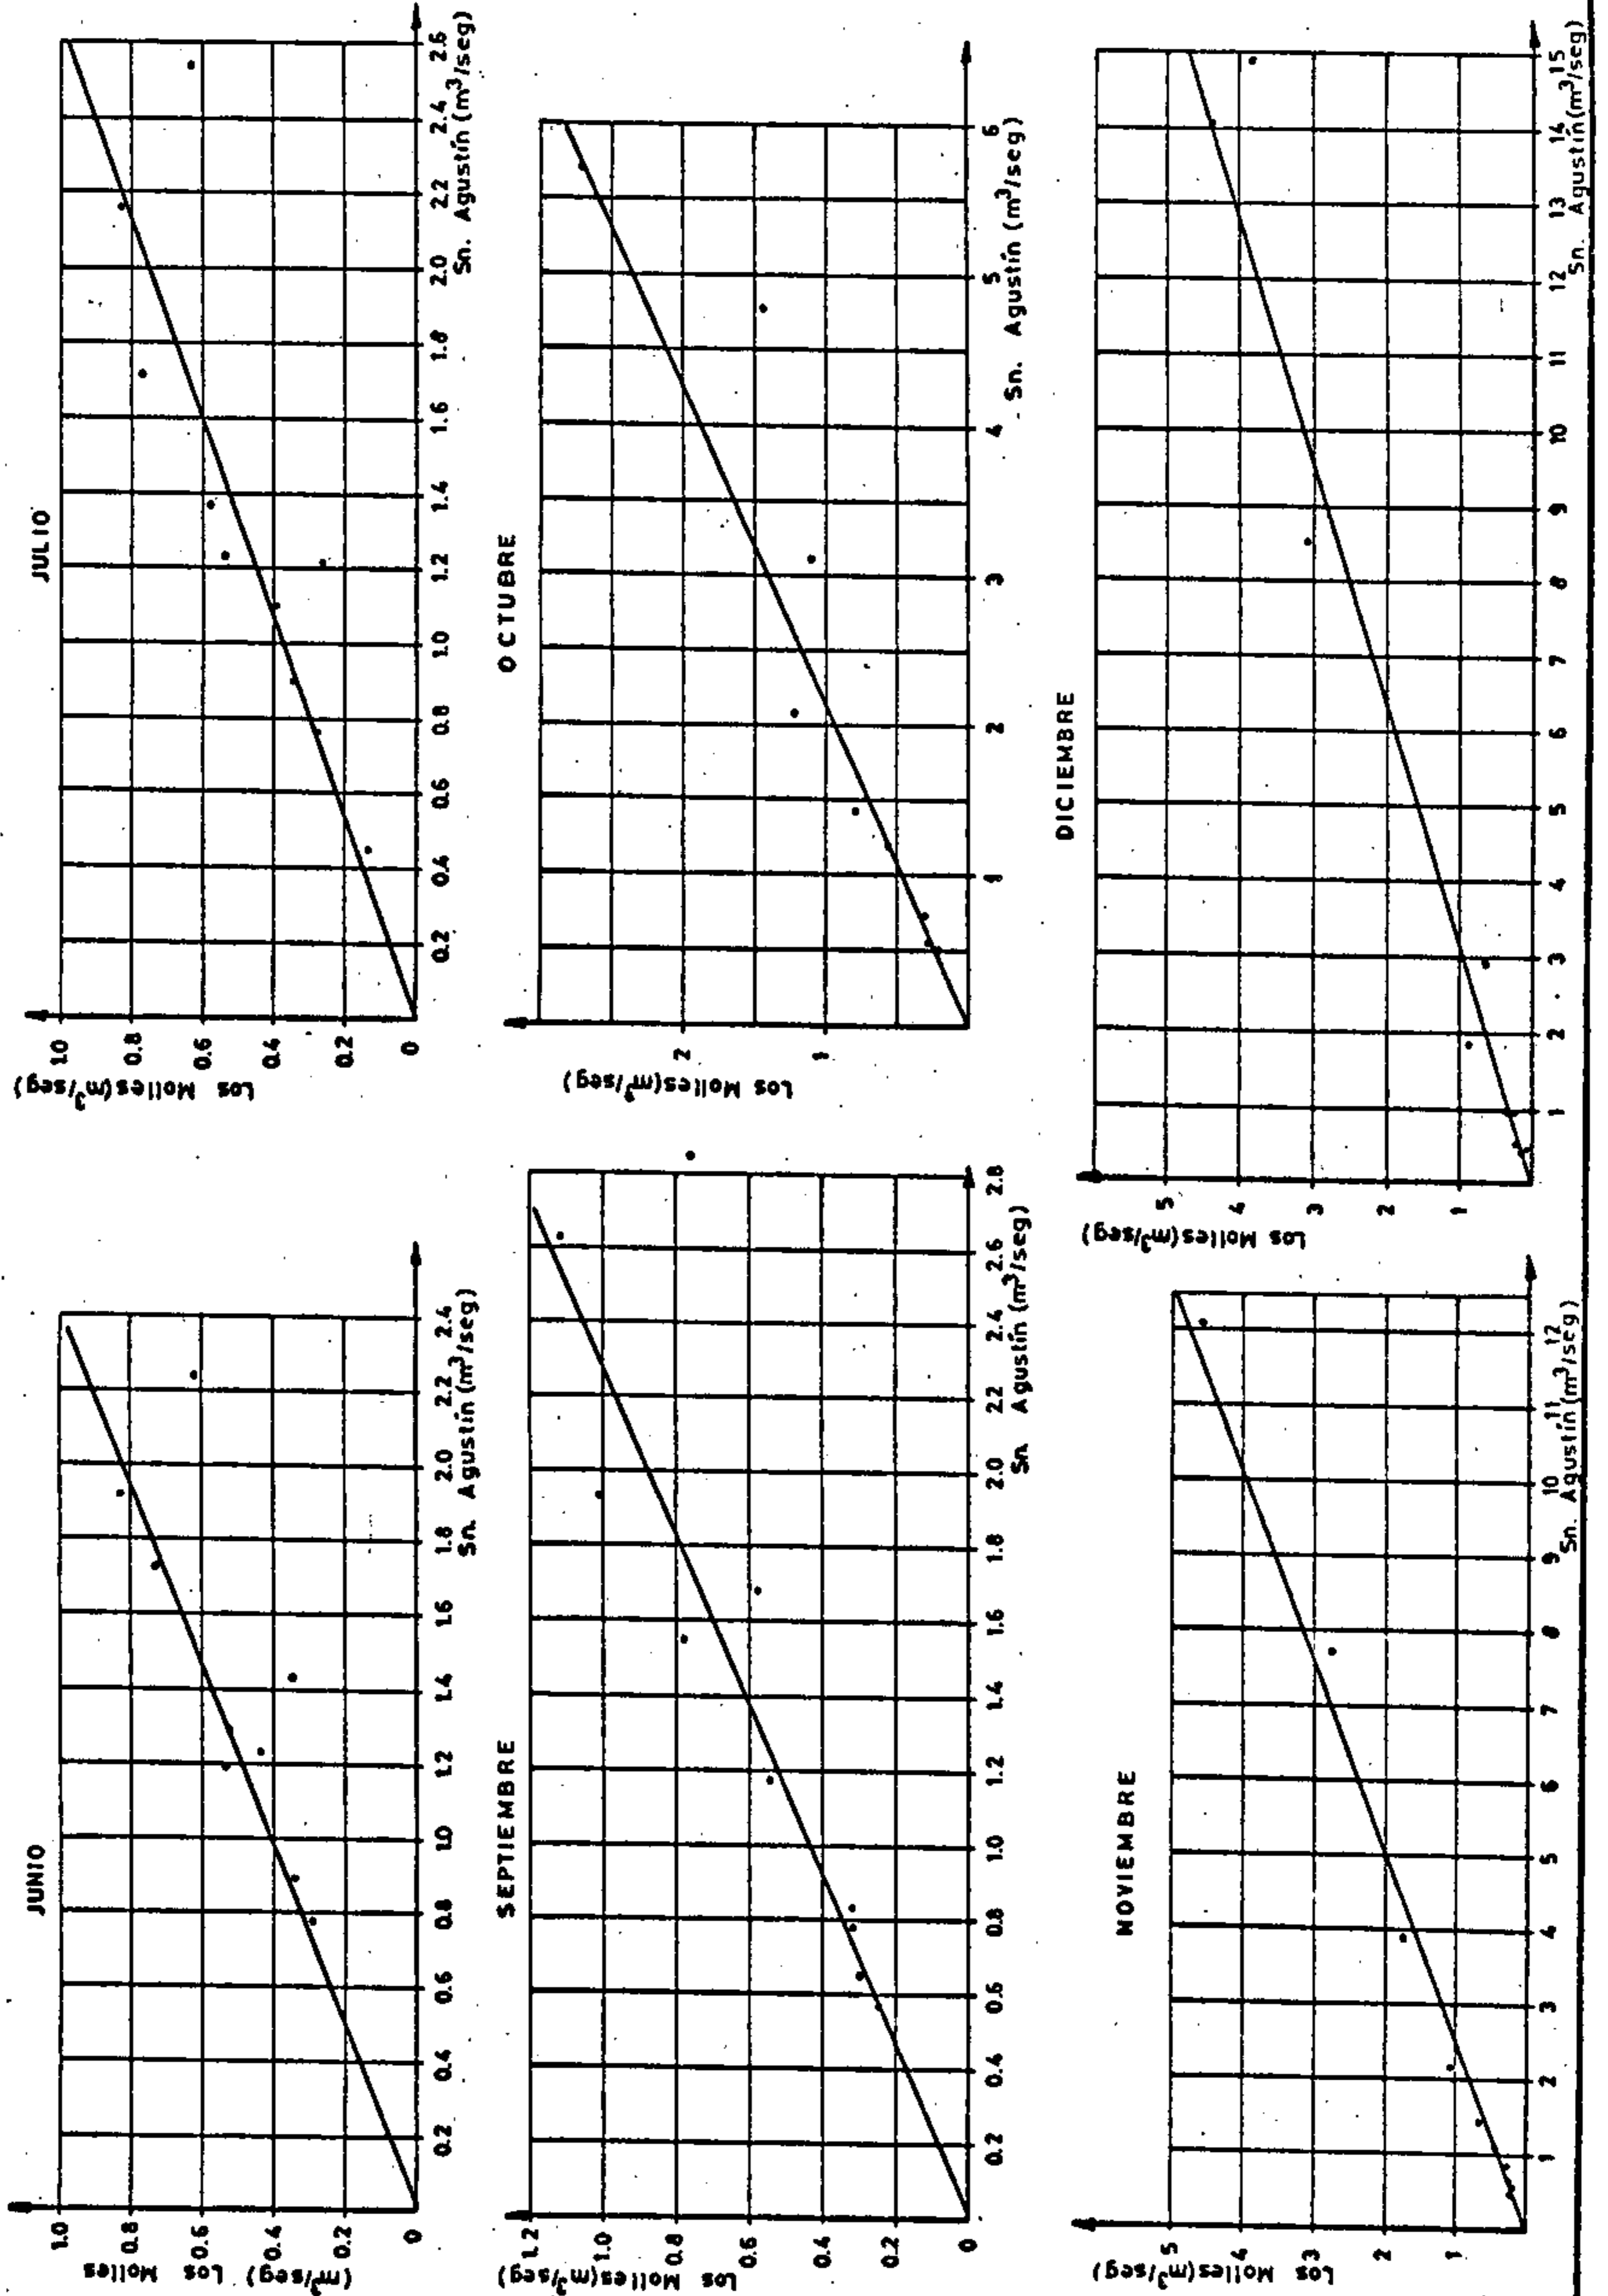 JUNIO
(m³/seg) Los Molles
1.0
0.8
0.6
0.4
0.2
0
0.2 0.4 0.6 0.8 1.0 1.2 1.4 1.6 1.8 2.0 2.2 2.4
Sn. Agustín (m³/seg)
JULIO
Los Molles (m³/seg)
1.0
0.8
0.6
0.4
0.2
0
0.2 0.4 0.6 0.8 1.0 1.2 1.4 1.6 1.8 2.0 2.2 2.4 2.6
Sn. Agustín (m³/seg)
SEPTIEMBRE
Los Molles (m³/seg)
1.2
1.0
0.8
0.6
0.4
0.2
0
0.2 0.4 0.6 0.8 1.0 1.2 1.4 1.6 1.8 2.0 2.2 2.4 2.6 2.8
Sn Agustín (m³/seg)
OCTUBRE
Los Molles (m³/seg)
2
1
1 2 3 4 5 6
Sn. Agustín (m³/seg)
NOVIEMBRE
Los Molles (m³/seg)
5
4
3
2
1
1 2 3 4 5 6 7 8 9 10 11 12
Sn. Agustín (m³/seg)
DICIEMBRE
Los Molles (m³/seg)
5
4
3
2
1
1 2 3 4 5 6 7 8 9 10 11 12 13 14 15
Sn. Agustín (m³/seg)